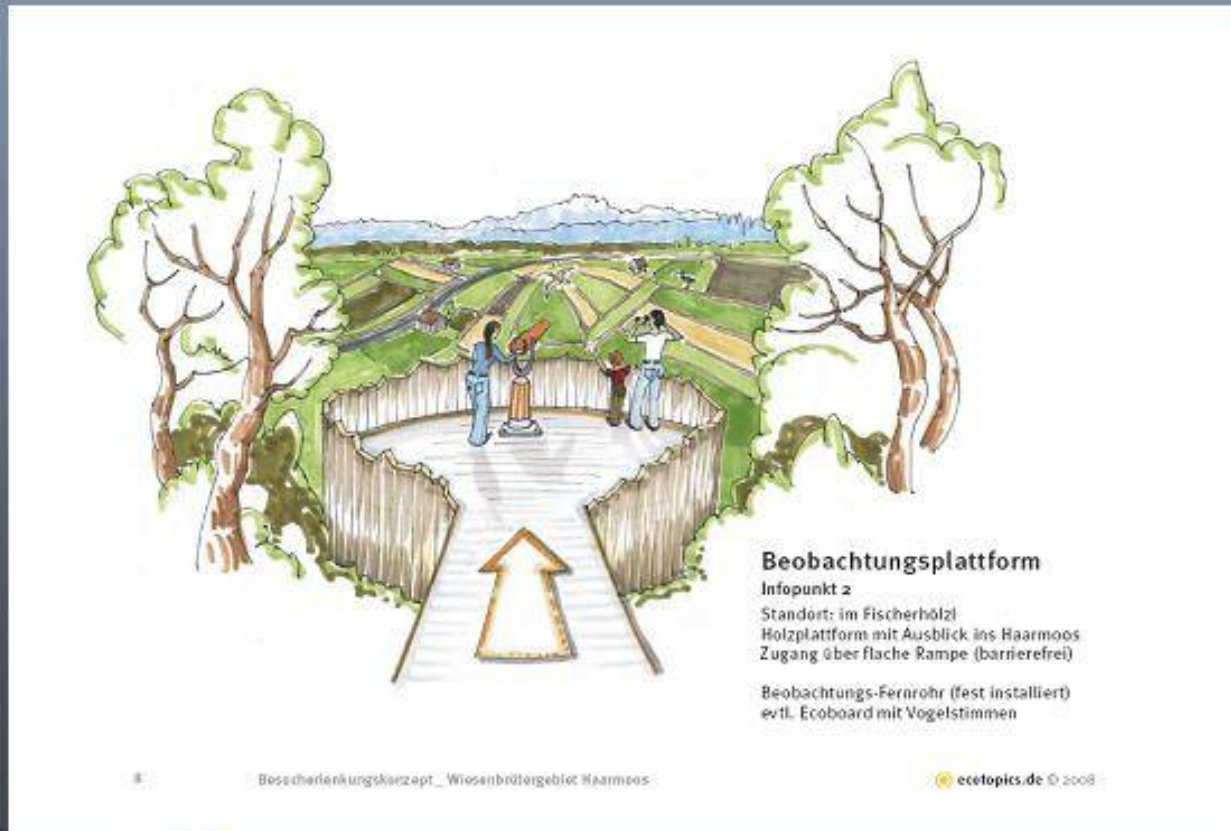 Beobachtungsplattform
Infopunkt 2
Standort: im Fischerhölzl
Holzplattform mit Ausblick ins Haarmoos
Zugang über flache Rampe (barrierefrei)
Beobachtungs-Fernrohr (fest installiert)
evtl. Ecoboard mit Vogelstimmen
8 Besucherlenkungskonzept_ Wiesenbrütergebiet Haarmoos ecotopics.de © 2008